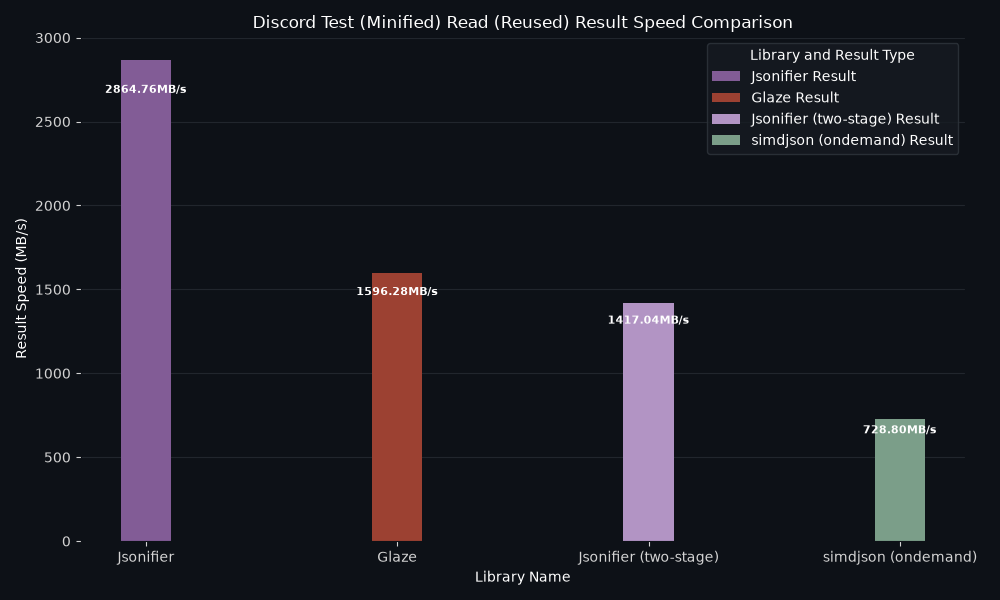 Discord Test (Minified) Read (Reused) Result Speed Comparison
Result Speed (MB/s)
3000
2500
2000
1500
1000
500
0
2864.76MB/s
1596.28MB/s
1417.04MB/s
728.80MB/s
Library and Result Type
Jsonifier Result
Glaze Result
Jsonifier (two-stage) Result
simdjson (ondemand) Result
Jsonifier
Glaze
Jsonifier (two-stage)
simdjson (ondemand)
Library Name